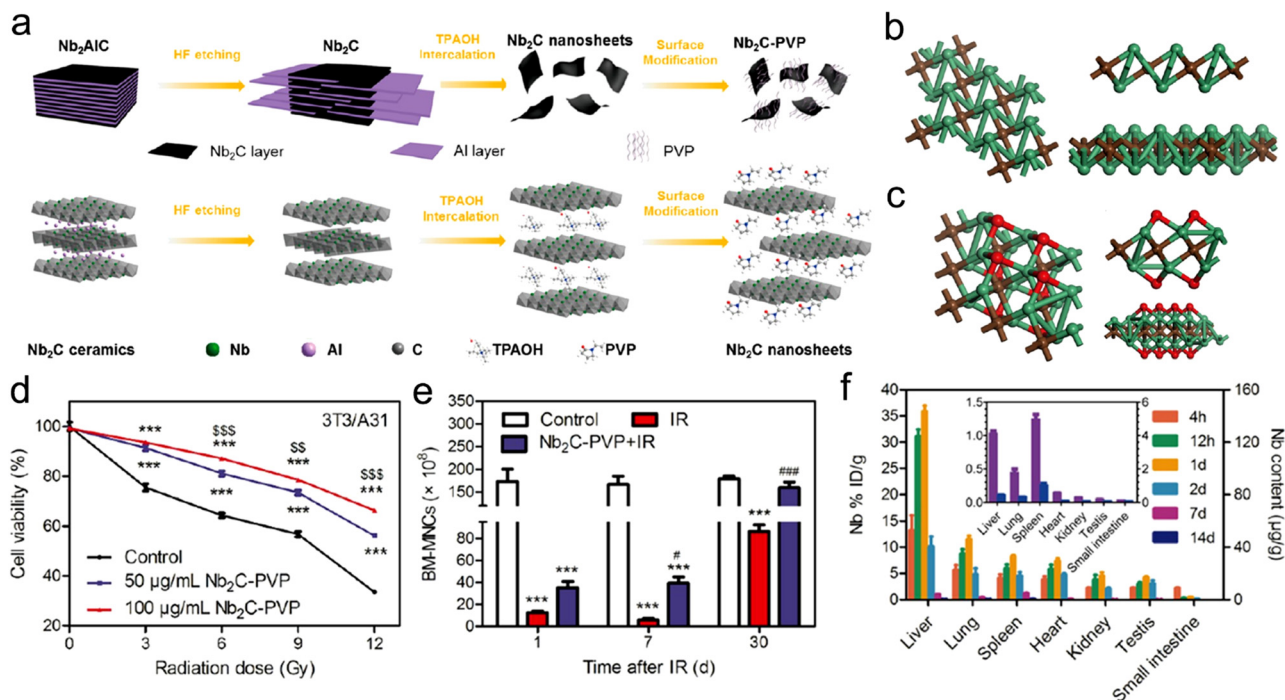 a
Nb₂AlC
HF etching
Nb₂C
TPAOH
Intercalation
Nb₂C nanosheets
Surface
Modification
Nb₂C-PVP
Nb₂C layer
Al layer
PVP
HF etching
TPAOH
Intercalation
Surface
Modification
Nb₂C ceramics
Nb
Al
C
TPAOH
PVP
Nb₂C nanosheets
b
c
d
3T3/A31
Cell viability (%)
100
80
60
40
20
***
***
$$$
***
***
$$
***
***
$$$
***
***
Control
50 µg/mL Nb₂C-PVP
100 µg/mL Nb₂C-PVP
0 3 6 9 12
Radiation dose (Gy)
e
BM-MNCs (× 10⁸)
350
300
250
200
150
100
80
60
40
20
0
Control
IR
Nb₂C-PVP+IR
***
***
***
#
***
***
###
1 7 30
Time after IR (d)
f
Nb % ID/g
40
35
30
25
20
15
10
5
0
1.5
1.0
0.5
0.0
6
4
2
0
Liver
Lung
Spleen
Heart
Kidney
Testis
Small intestine
4h
12h
1d
2d
7d
14d
160
120
80
40
0
Nb content (µg/g)
Liver
Lung
Spleen
Heart
Kidney
Testis
Small intestine